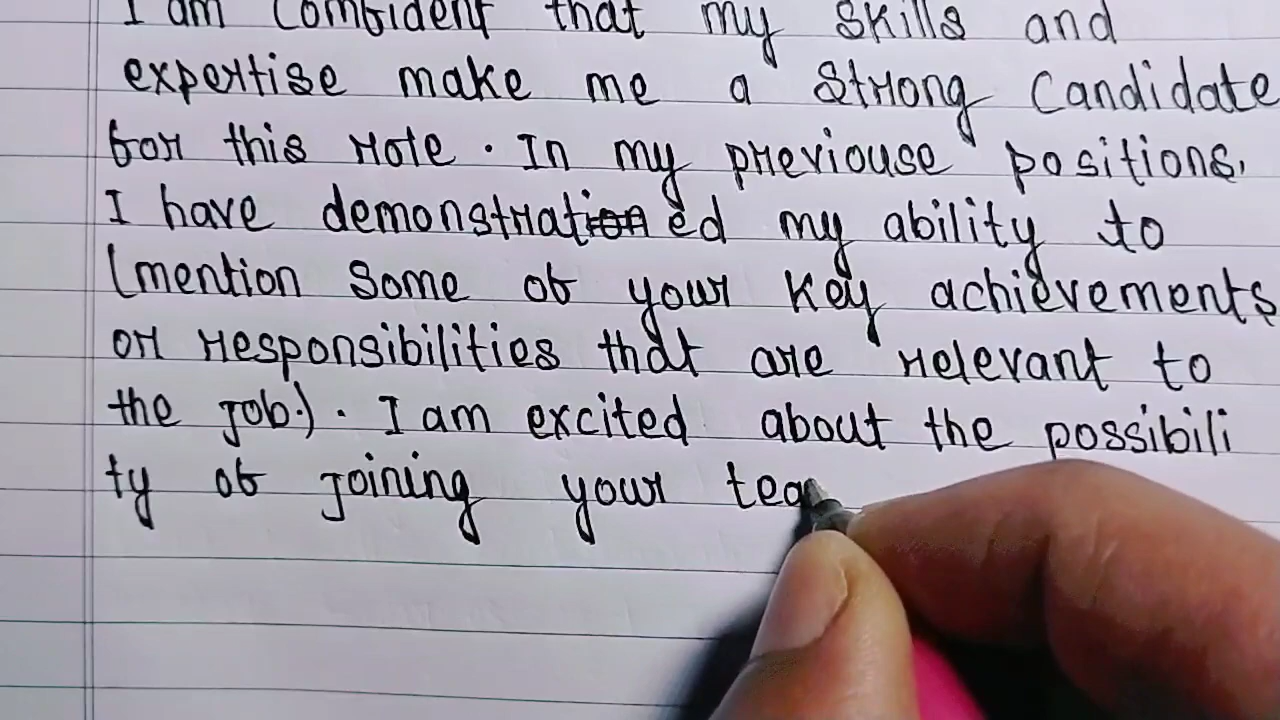 I am Comfident that my skills and
expertise make me a strong Candidate
for this role. In my previouse positions,
I have demonstrationed my ability to
(mention some of your key achievements
or responsibilities that are relevant to
the job.). I am excited about the possibili
ty of joining your tea